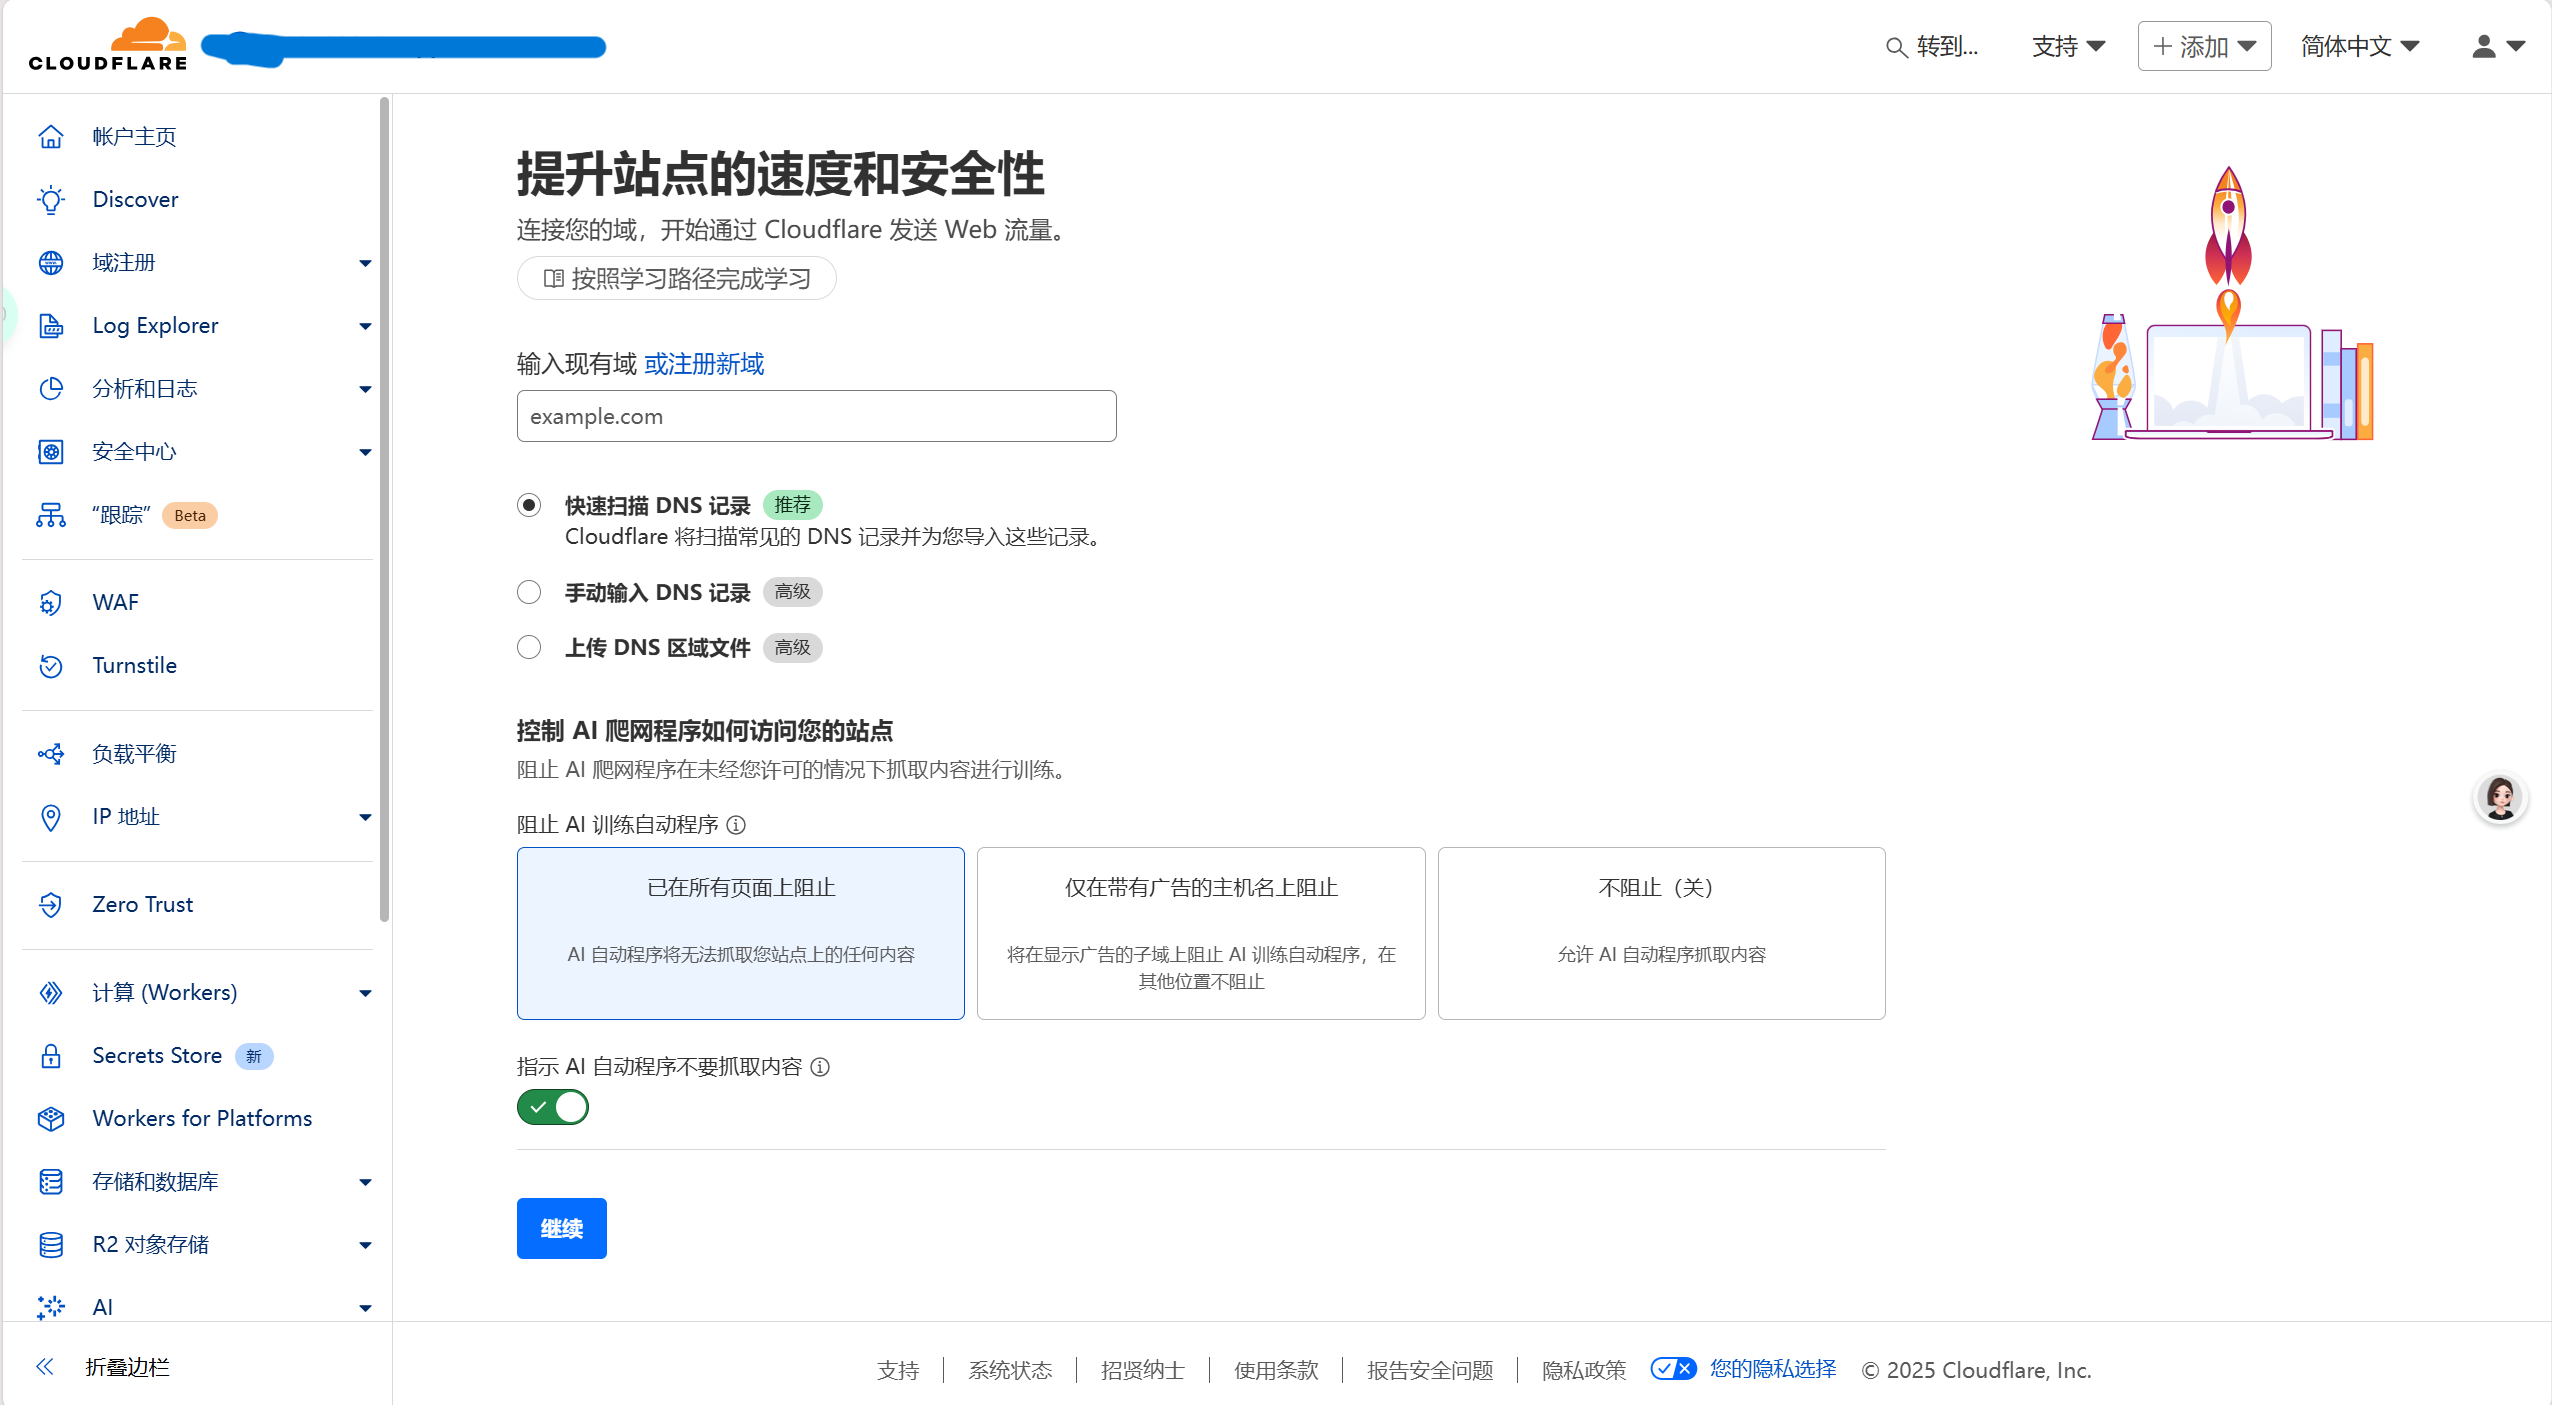 CLOUDFLARE
转到...
支持
添加
简体中文
帐户主页
Discover
域注册
Log Explorer
分析和日志
安全中心
“跟踪” Beta
WAF
Turnstile
负载平衡
IP 地址
Zero Trust
计算 (Workers)
Secrets Store 新
Workers for Platforms
存储和数据库
R2 对象存储
AI
折叠边栏
提升站点的速度和安全性
连接您的域，开始通过 Cloudflare 发送 Web 流量。
按照学习路径完成学习
输入现有域 或注册新域
example.com
快速扫描 DNS 记录 推荐
Cloudflare 将扫描常见的 DNS 记录并为您导入这些记录。
手动输入 DNS 记录 高级
上传 DNS 区域文件 高级
控制 AI 爬网程序如何访问您的站点
阻止 AI 爬网程序在未经您许可的情况下抓取内容进行训练。
阻止 AI 训练自动程序
已在所有页面上阻止
AI 自动程序将无法抓取您站点上的任何内容
仅在带有广告的主机名上阻止
将在显示广告的子域上阻止 AI 训练自动程序，在
其他位置不阻止
不阻止（关）
允许 AI 自动程序抓取内容
指示 AI 自动程序不要抓取内容
继续
支持
系统状态
招贤纳士
使用条款
报告安全问题
隐私政策
您的隐私选择
© 2025 Cloudflare, Inc.